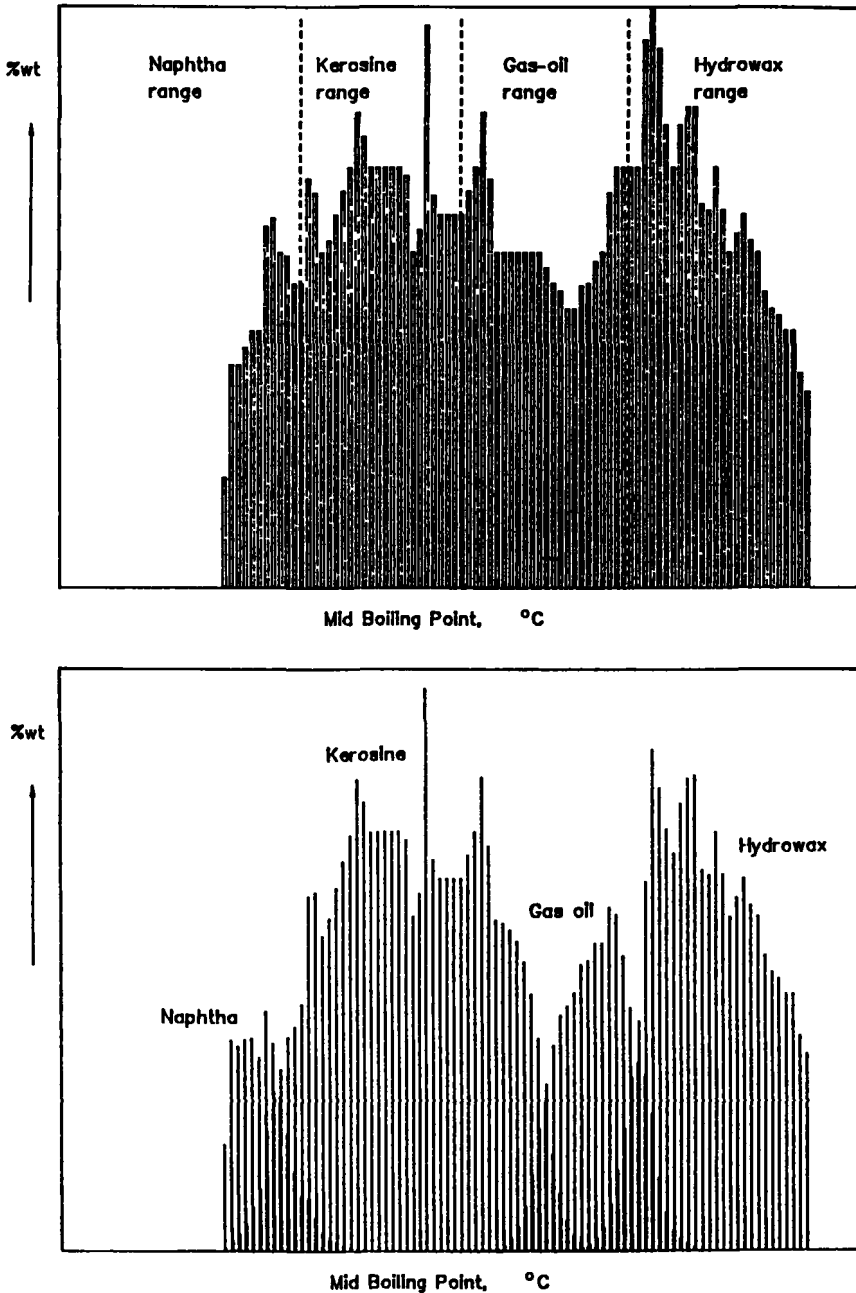 %wt
Naphtha
range
Kerosine
range
Gas-oil
range
Hydrowax
range
Mid Boiling Point, °C
%wt
Kerosine
Hydrowax
Gas oil
Naphtha
Mid Boiling Point, °C